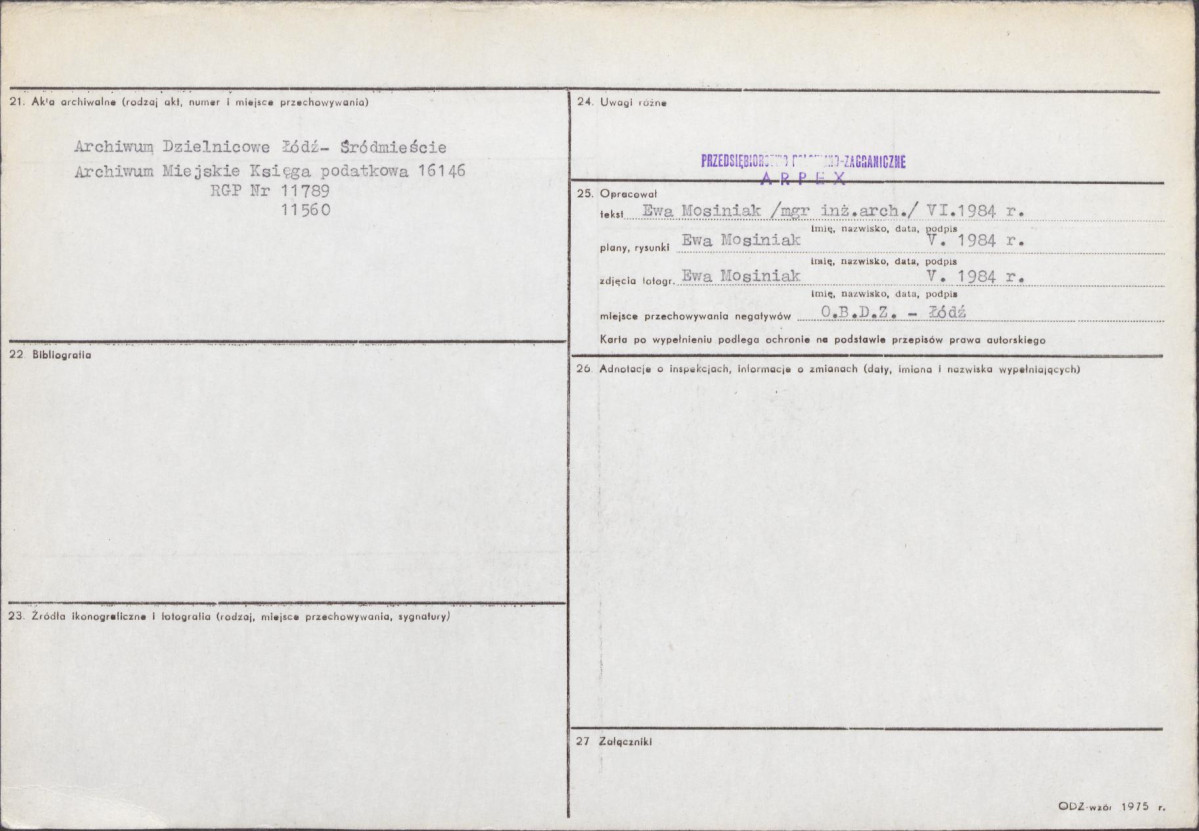 21. Akta archiwalne (rodzaj akt, numer i miejsce przechowywania)
Archiwum Dzielnicowe Łódź- Śródmieście
Archiwum Miejskie Księga podatkowa 16146
RGP Nr 11789
11560
22. Bibliografia
23. Źródła ikonograficzne i fotografia (rodzaj, miejsce przechowywania, sygnatury)
24. Uwagi różne
PRZEDSIĘBIORSTWO -ZAGRANICZNE
ARPEX
25. Opracował
tekst Ewa Mosiniak /mgr inż.arch./ VI.1984 r.
imię, nazwisko, data, podpis
plany, rysunki Ewa Mosiniak V. 1984 r.
imię, nazwisko, data, podpis
zdjęcia fotogr. Ewa Mosiniak V. 1984 r.
imię, nazwisko, data, podpis
miejsce przechowywania negatywów O.B.D.Z. - Łódź
Karta po wypełnieniu podlega ochronie na podstawie przepisów prawa autorskiego
26. Adnotacje o inspekcjach, informacje o zmianach (daty, imiona i nazwiska wypełniających)
27 Załączniki
ODZ-wzór 1975 r.